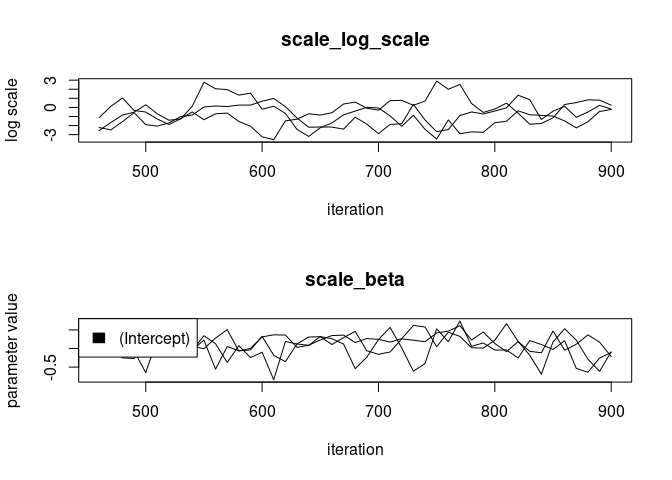 scale_log_scale
log scale
3
0
-3
500
600
700
800
900
iteration
scale_beta
parameter value
-0.5
(Intercept)
500
600
700
800
900
iteration